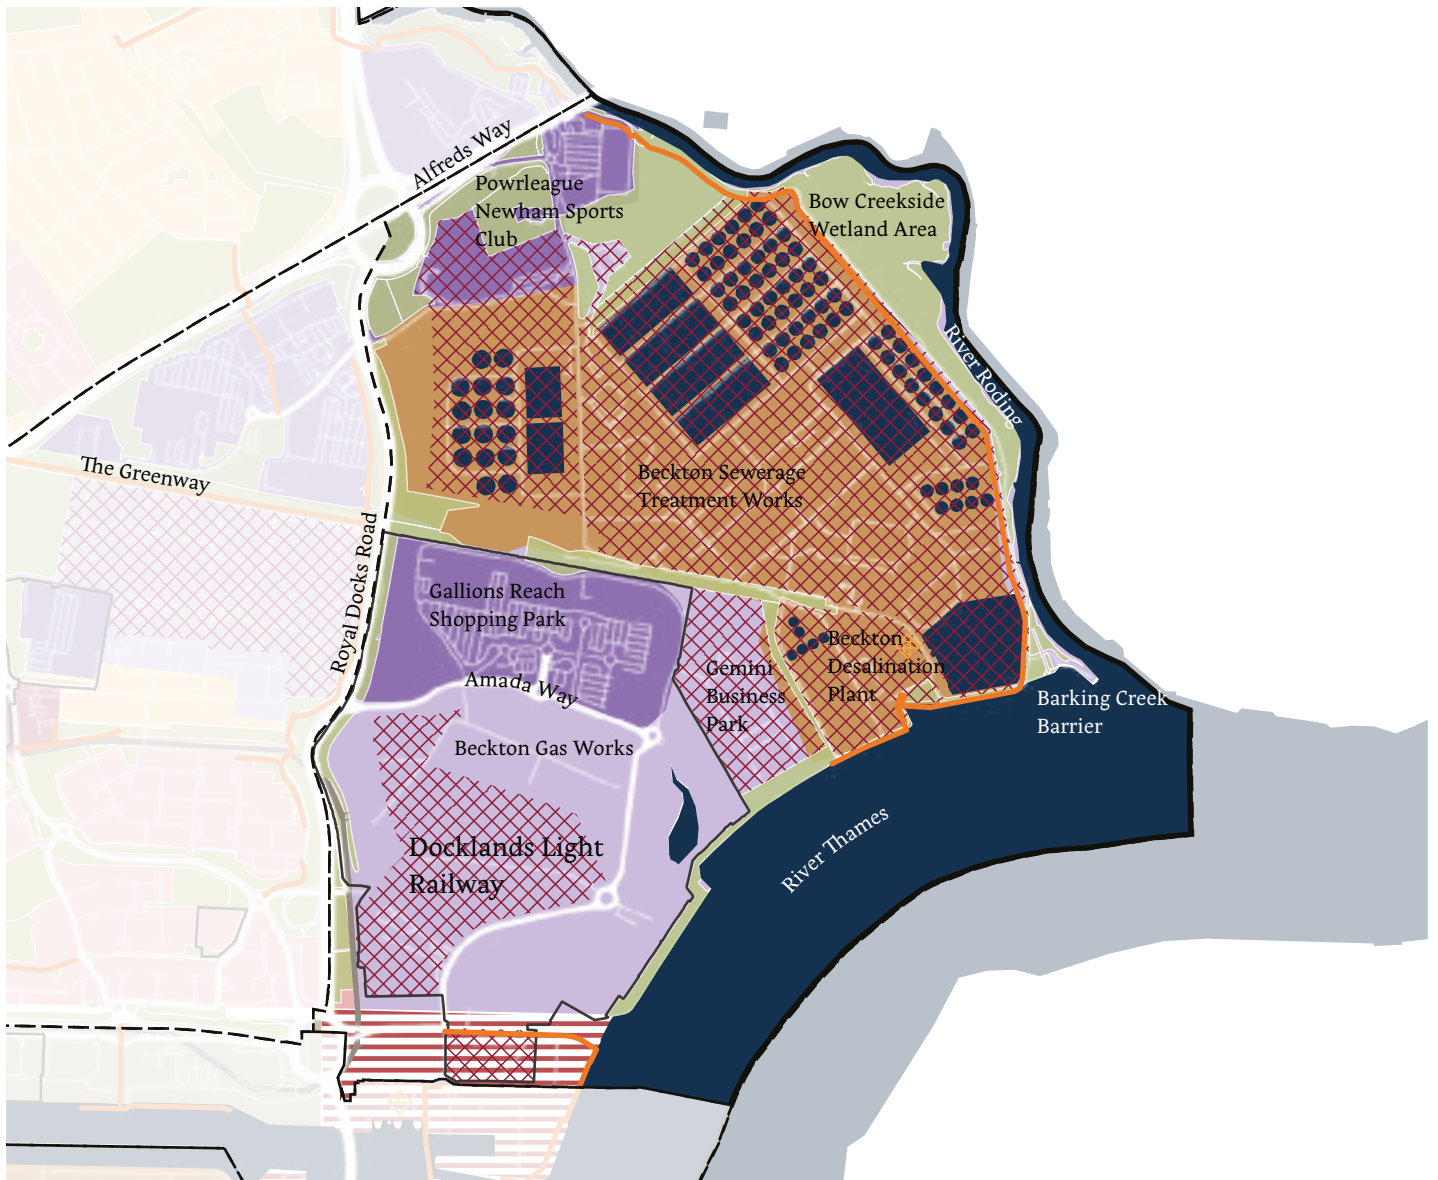 Alfreds Way
Powrleague
Newham Sports
Club
Bow Creekside
Wetland Area
River Roding
The Greenway
Beckton Sewerage
Treatment Works
Royal Docks Road
Gallions Reach
Shopping Park
Amada Way
Gemini
Business
Park
Beckton
Desalination
Plant
Barking Creek
Barrier
Beckton Gas Works
Docklands Light
Railway
River Thames